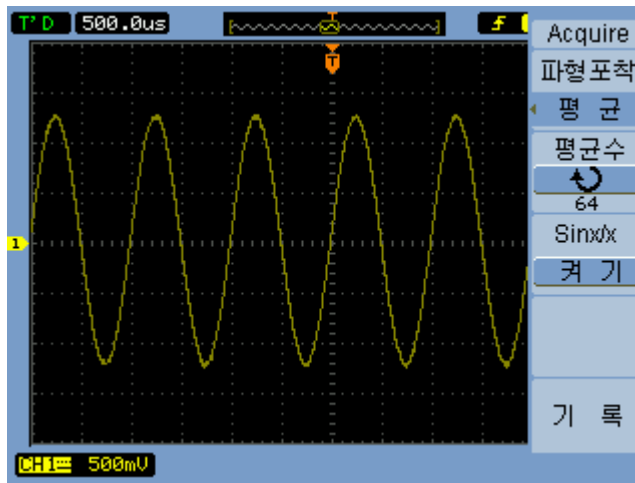 T'D 500.0us
T
Acquire
파형포착
평 균
평균수
64
Sinx/x
켜 기
기 록
1
CH1 500mV